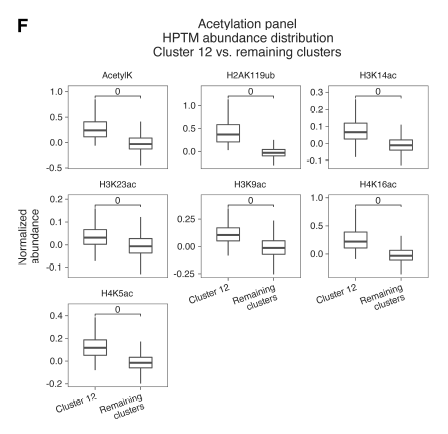 F
Acetylation panel
HPTM abundance distribution
Cluster 12 vs. remaining clusters
AcetylK
H2AK119ub
H3K14ac
0
0
0
1.0
0.5
0.0
-0.5
1.0
0.5
0.0
0.3
0.2
0.1
0.0
-0.1
H3K23ac
H3K9ac
H4K16ac
0
0
0
0.2
0.1
0.0
-0.1
0.25
0.00
-0.25
1.0
0.5
0.0
Normalized
abundance
H4K5ac
0
0.4
0.2
0.0
-0.2
Cluster 12
Remaining
clusters
Cluster 12
Remaining
clusters
Cluster 12
Remaining
clusters